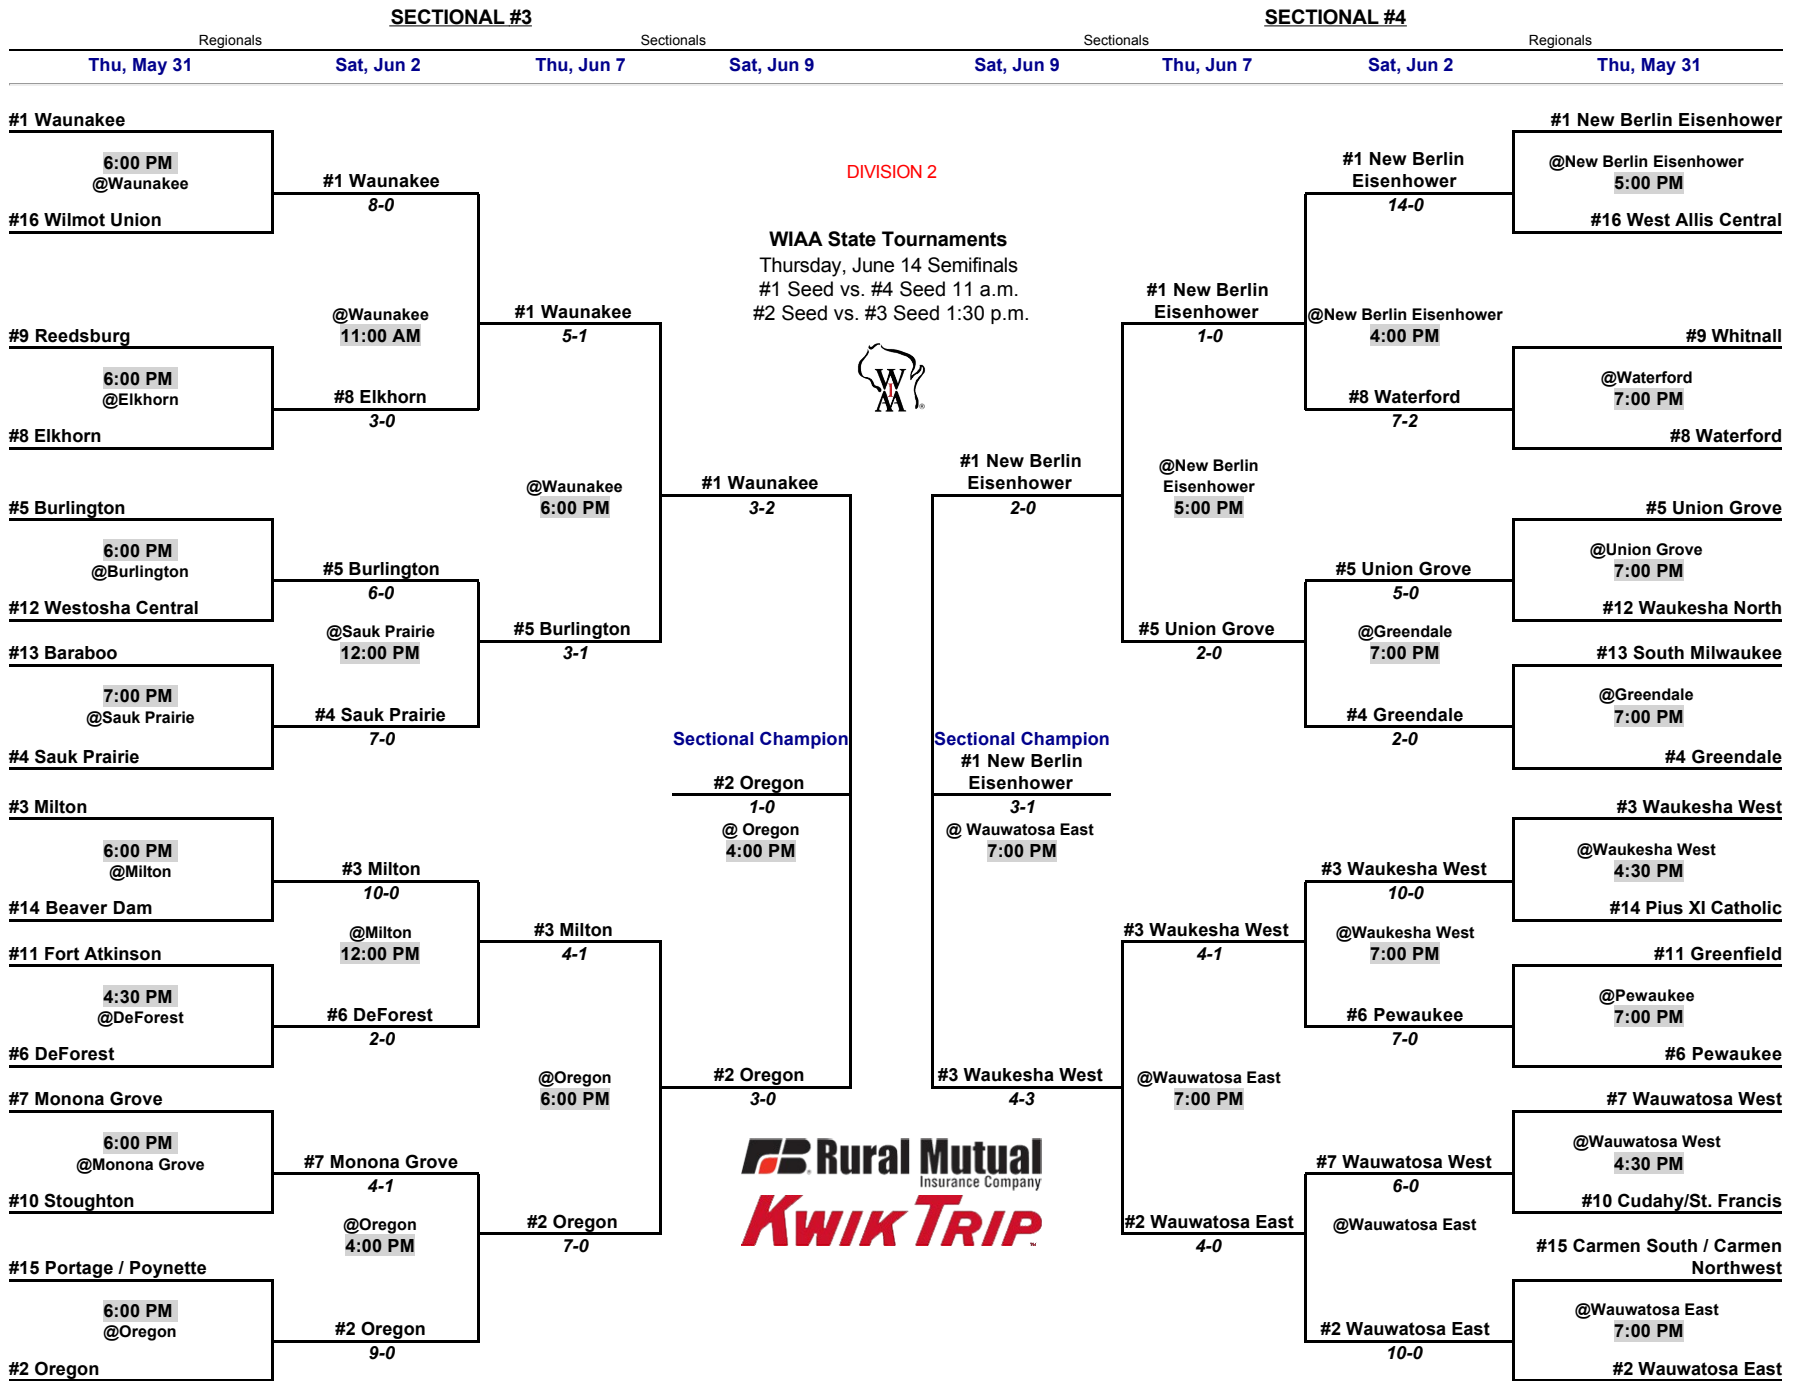 SECTIONAL #3
SECTIONAL #4
Regionals
Sectionals
Sectionals
Regionals
Thu, May 31
Sat, Jun 2
Thu, Jun 7
Sat, Jun 9
Sat, Jun 9
Thu, Jun 7
Sat, Jun 2
Thu, May 31
#1 Waunakee
6:00 PM
@Waunakee
#16 Wilmot Union
#9 Reedsburg
6:00 PM
@Elkhorn
#8 Elkhorn
#5 Burlington
6:00 PM
@Burlington
#12 Westosha Central
#13 Baraboo
7:00 PM
@Sauk Prairie
#4 Sauk Prairie
#3 Milton
6:00 PM
@Milton
#14 Beaver Dam
#11 Fort Atkinson
4:30 PM
@DeForest
#6 DeForest
#7 Monona Grove
6:00 PM
@Monona Grove
#10 Stoughton
#15 Portage / Poynette
6:00 PM
@Oregon
#2 Oregon
#1 Waunakee
8-0
@Waunakee
11:00 AM
#8 Elkhorn
3-0
#5 Burlington
6-0
@Sauk Prairie
12:00 PM
#4 Sauk Prairie
7-0
#3 Milton
10-0
@Milton
12:00 PM
#6 DeForest
2-0
#7 Monona Grove
4-1
@Oregon
4:00 PM
#2 Oregon
9-0
#1 Waunakee
5-1
@Waunakee
6:00 PM
#5 Burlington
3-1
#3 Milton
4-1
@Oregon
6:00 PM
#2 Oregon
7-0
#1 Waunakee
3-2
Sectional Champion
#2 Oregon
1-0
@ Oregon
4:00 PM
#2 Oregon
3-0
DIVISION 2
WIAA State Tournaments
Thursday, June 14 Semifinals
#1 Seed vs. #4 Seed 11 a.m.
#2 Seed vs. #3 Seed 1:30 p.m.
W
I
AA
®
Rural Mutual
Insurance Company
KWIK TRIP
#1 New Berlin
Eisenhower
2-0
Sectional Champion
#1 New Berlin
Eisenhower
3-1
@ Wauwatosa East
7:00 PM
#3 Waukesha West
4-3
#1 New Berlin
Eisenhower
1-0
@New Berlin
Eisenhower
5:00 PM
#5 Union Grove
2-0
#3 Waukesha West
4-1
@Wauwatosa East
7:00 PM
#2 Wauwatosa East
4-0
#1 New Berlin
Eisenhower
14-0
@New Berlin Eisenhower
4:00 PM
#8 Waterford
7-2
#5 Union Grove
5-0
@Greendale
7:00 PM
#4 Greendale
2-0
#3 Waukesha West
10-0
@Waukesha West
7:00 PM
#6 Pewaukee
7-0
#7 Wauwatosa West
6-0
@Wauwatosa East
#2 Wauwatosa East
10-0
#1 New Berlin Eisenhower
@New Berlin Eisenhower
5:00 PM
#16 West Allis Central
#9 Whitnall
@Waterford
7:00 PM
#8 Waterford
#5 Union Grove
@Union Grove
7:00 PM
#12 Waukesha North
#13 South Milwaukee
@Greendale
7:00 PM
#4 Greendale
#3 Waukesha West
@Waukesha West
4:30 PM
#14 Pius XI Catholic
#11 Greenfield
@Pewaukee
7:00 PM
#6 Pewaukee
#7 Wauwatosa West
@Wauwatosa West
4:30 PM
#10 Cudahy/St. Francis
#15 Carmen South / Carmen
Northwest
@Wauwatosa East
7:00 PM
#2 Wauwatosa East